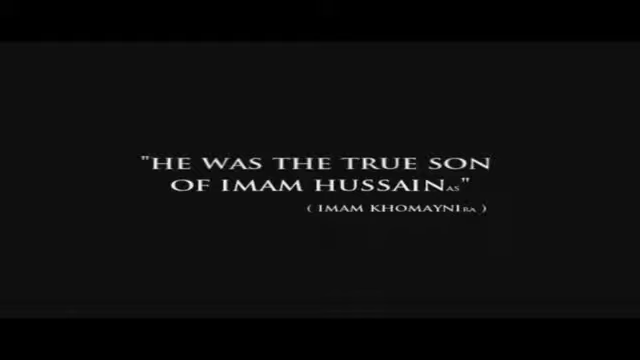 "HE WAS THE TRUE SON
OF IMAM HUSSAINAS"
( IMAM KHOMAYNIRA )